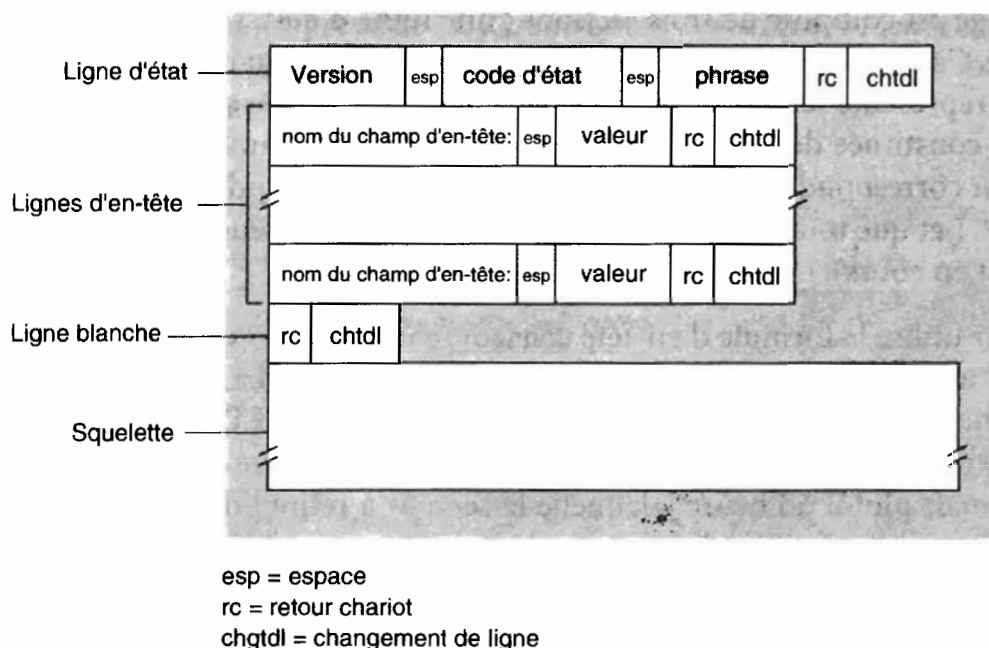 Ligne d'état Version esp code d'état esp phrase rc chtdl
nom du champ d'en-tête: esp valeur rc chtdl
Lignes d'en-tête
nom du champ d'en-tête: esp valeur rc chtdl
Ligne blanche rc chtdl
Squelette
esp = espace
rc = retour chariot
chgtdl = changement de ligne